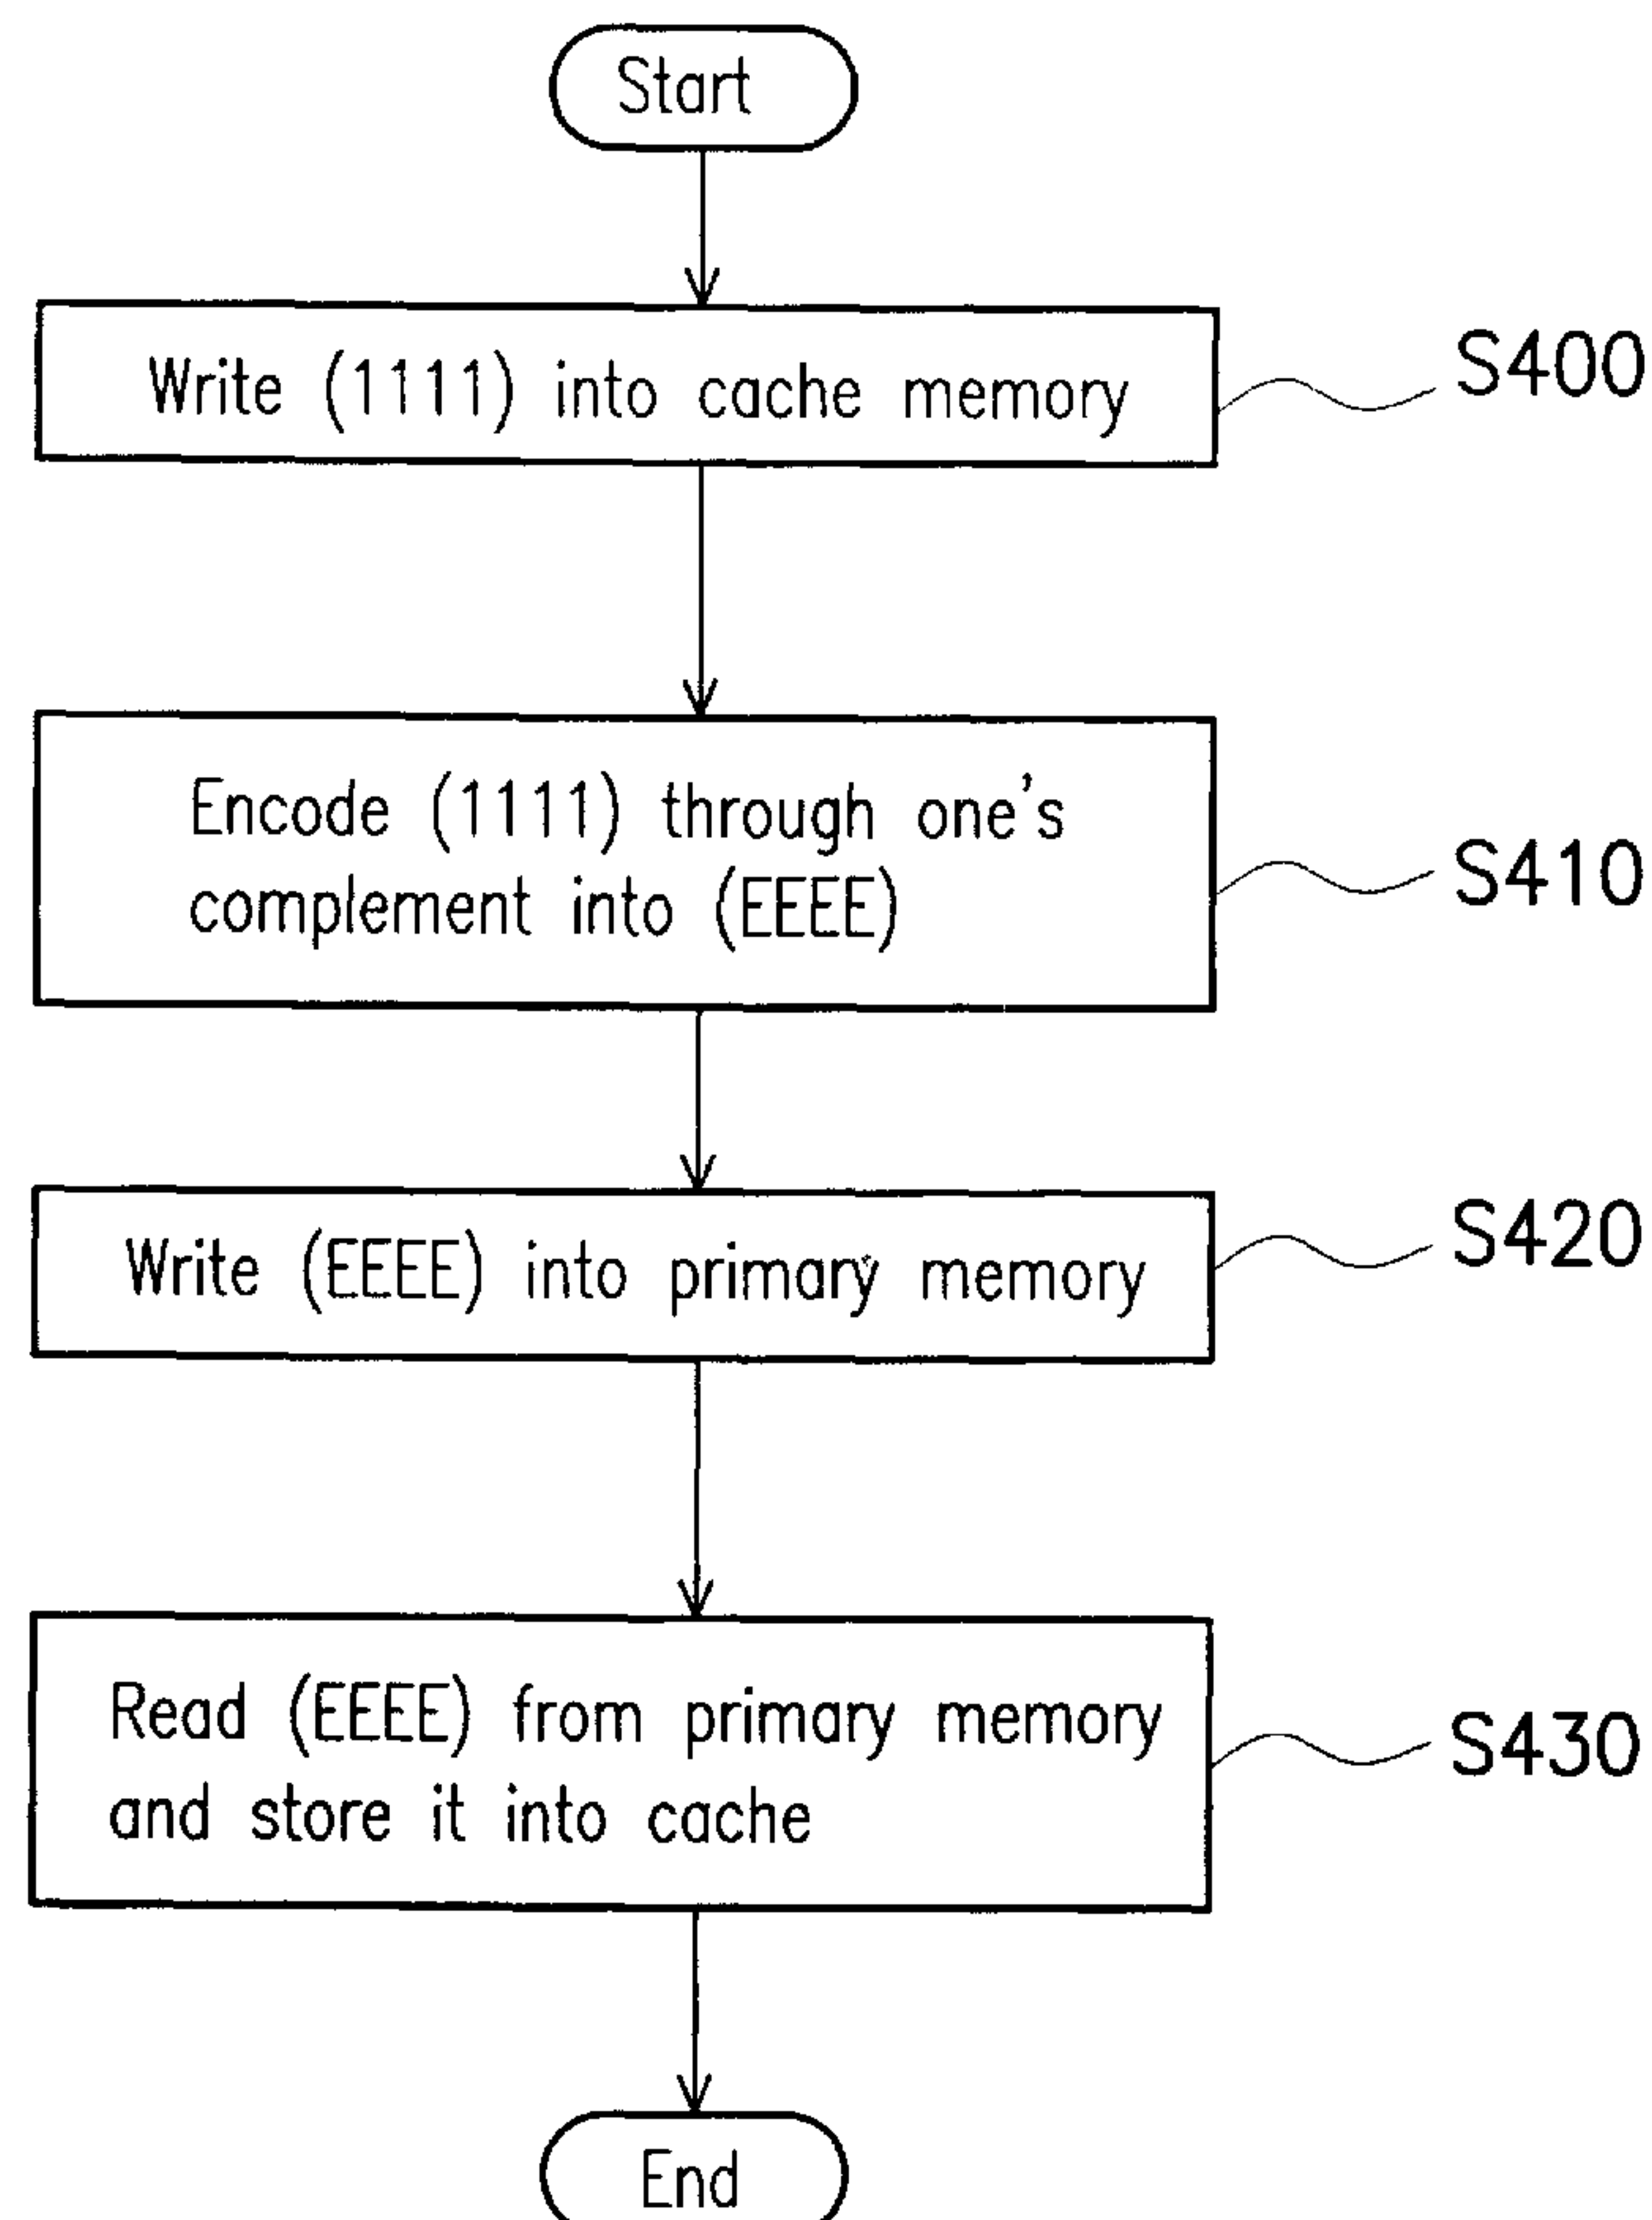 Start
Write (1111) into cache memory
S400
Encode (1111) through one's
complement into (EEEE)
S410
Write (EEEE) into primary memory
S420
Read (EEEE) from primary memory
and store it into cache
S430
End